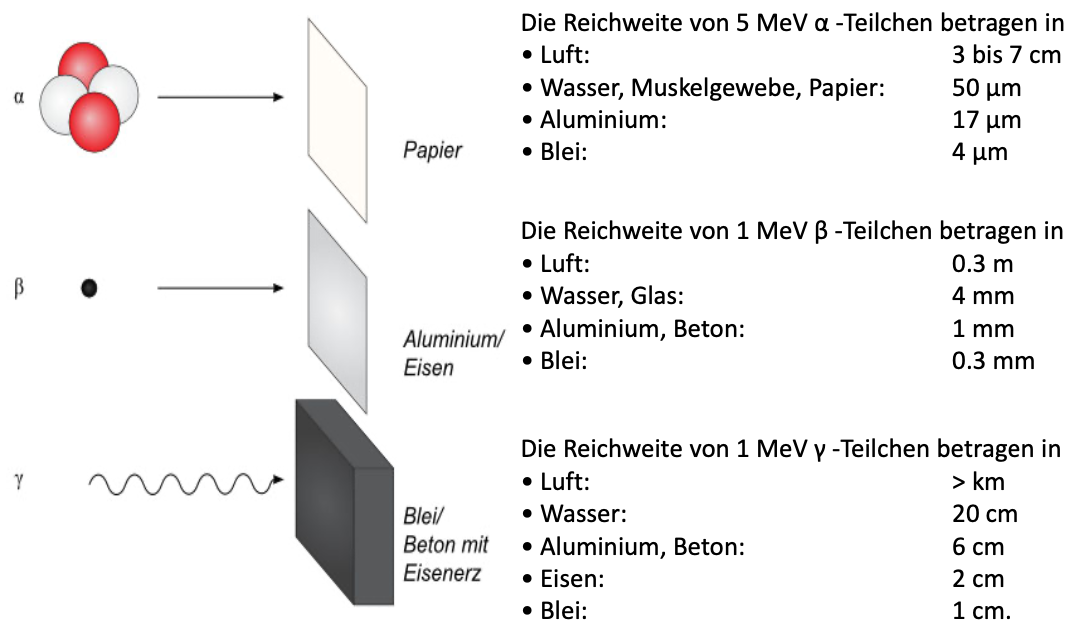 α
Papier
β
Aluminium/
Eisen
γ
Blei/
Beton mit
Eisenerz
Die Reichweite von 5 MeV α -Teilchen betragen in
• Luft: 3 bis 7 cm
• Wasser, Muskelgewebe, Papier: 50 μm
• Aluminium: 17 μm
• Blei: 4 μm
Die Reichweite von 1 MeV β -Teilchen betragen in
• Luft: 0.3 m
• Wasser, Glas: 4 mm
• Aluminium, Beton: 1 mm
• Blei: 0.3 mm
Die Reichweite von 1 MeV γ -Teilchen betragen in
• Luft: > km
• Wasser: 20 cm
• Aluminium, Beton: 6 cm
• Eisen: 2 cm
• Blei: 1 cm.